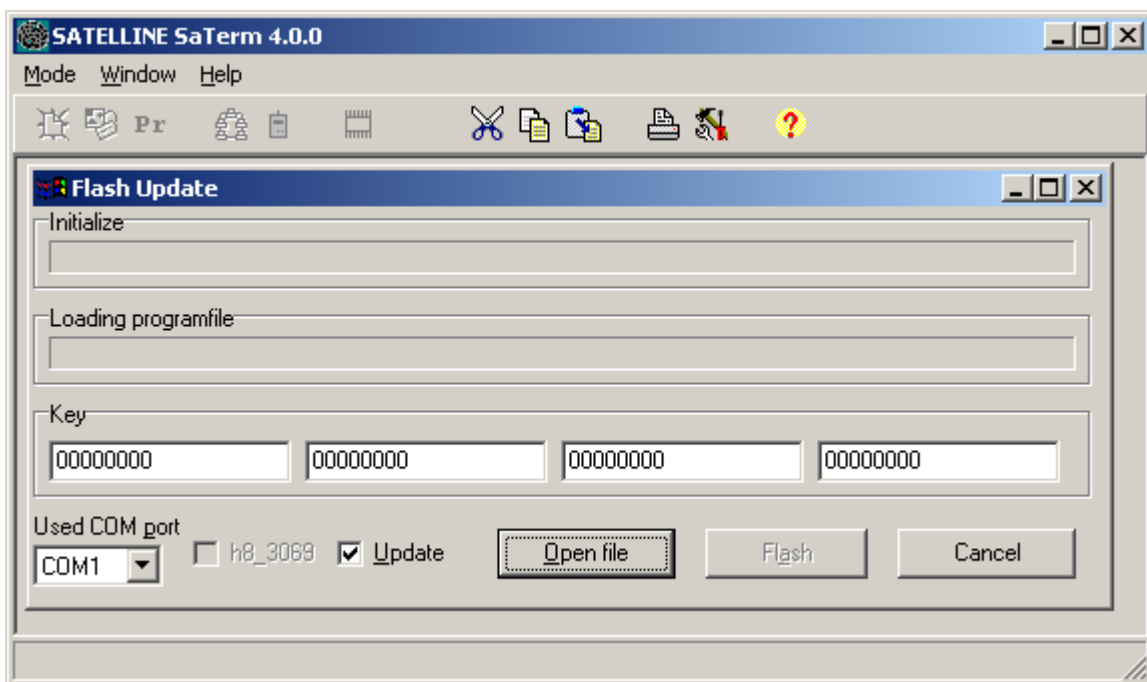 SATELLINE SaTerm 4.0.0
Mode Window Help
Pr ?
Flash Update
Initialize
Loading programfile
Key
00000000 00000000 00000000 00000000
Used COM port
COM1 h8_3069 Update Open file Flash Cancel